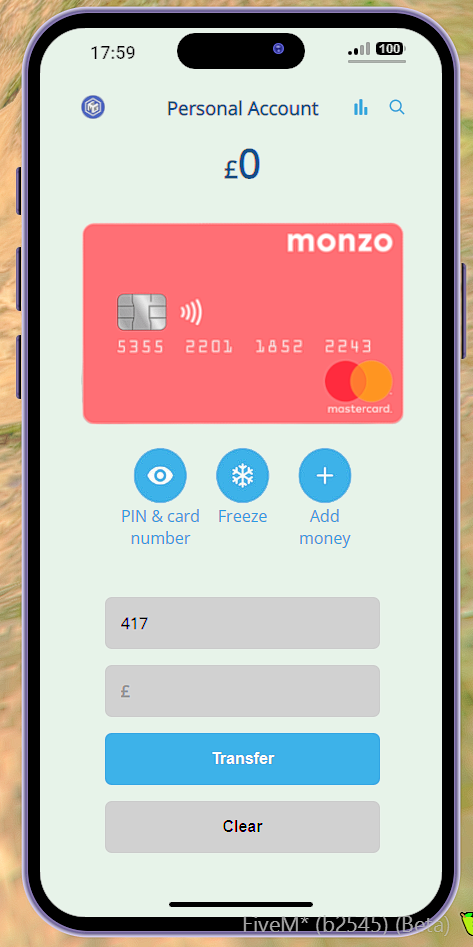 17:59
100
Personal Account
£0
monzo
5355 2201 1852 2243
mastercard.
PIN & card number
Freeze
Add money
417
£
Transfer
Clear
FiveM* (b2545) (Beta)